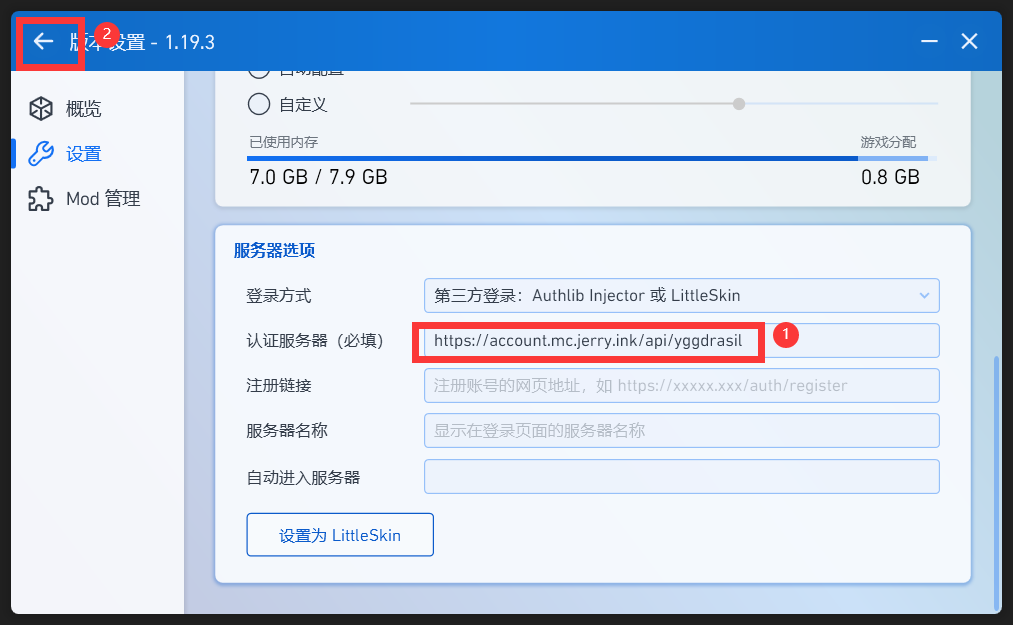 版本设置 - 1.19.3
2
概览
设置
Mod 管理
自动配置
自定义
已使用内存
游戏分配
7.0 GB / 7.9 GB
0.8 GB
服务器选项
登录方式
第三方登录：Authlib Injector 或 LittleSkin
认证服务器（必填）
https://account.mc.jerry.ink/api/yggdrasil
1
注册链接
注册账号的网页地址，如 https://xxxxx.xxx/auth/register
服务器名称
显示在登录页面的服务器名称
自动进入服务器
设置为 LittleSkin